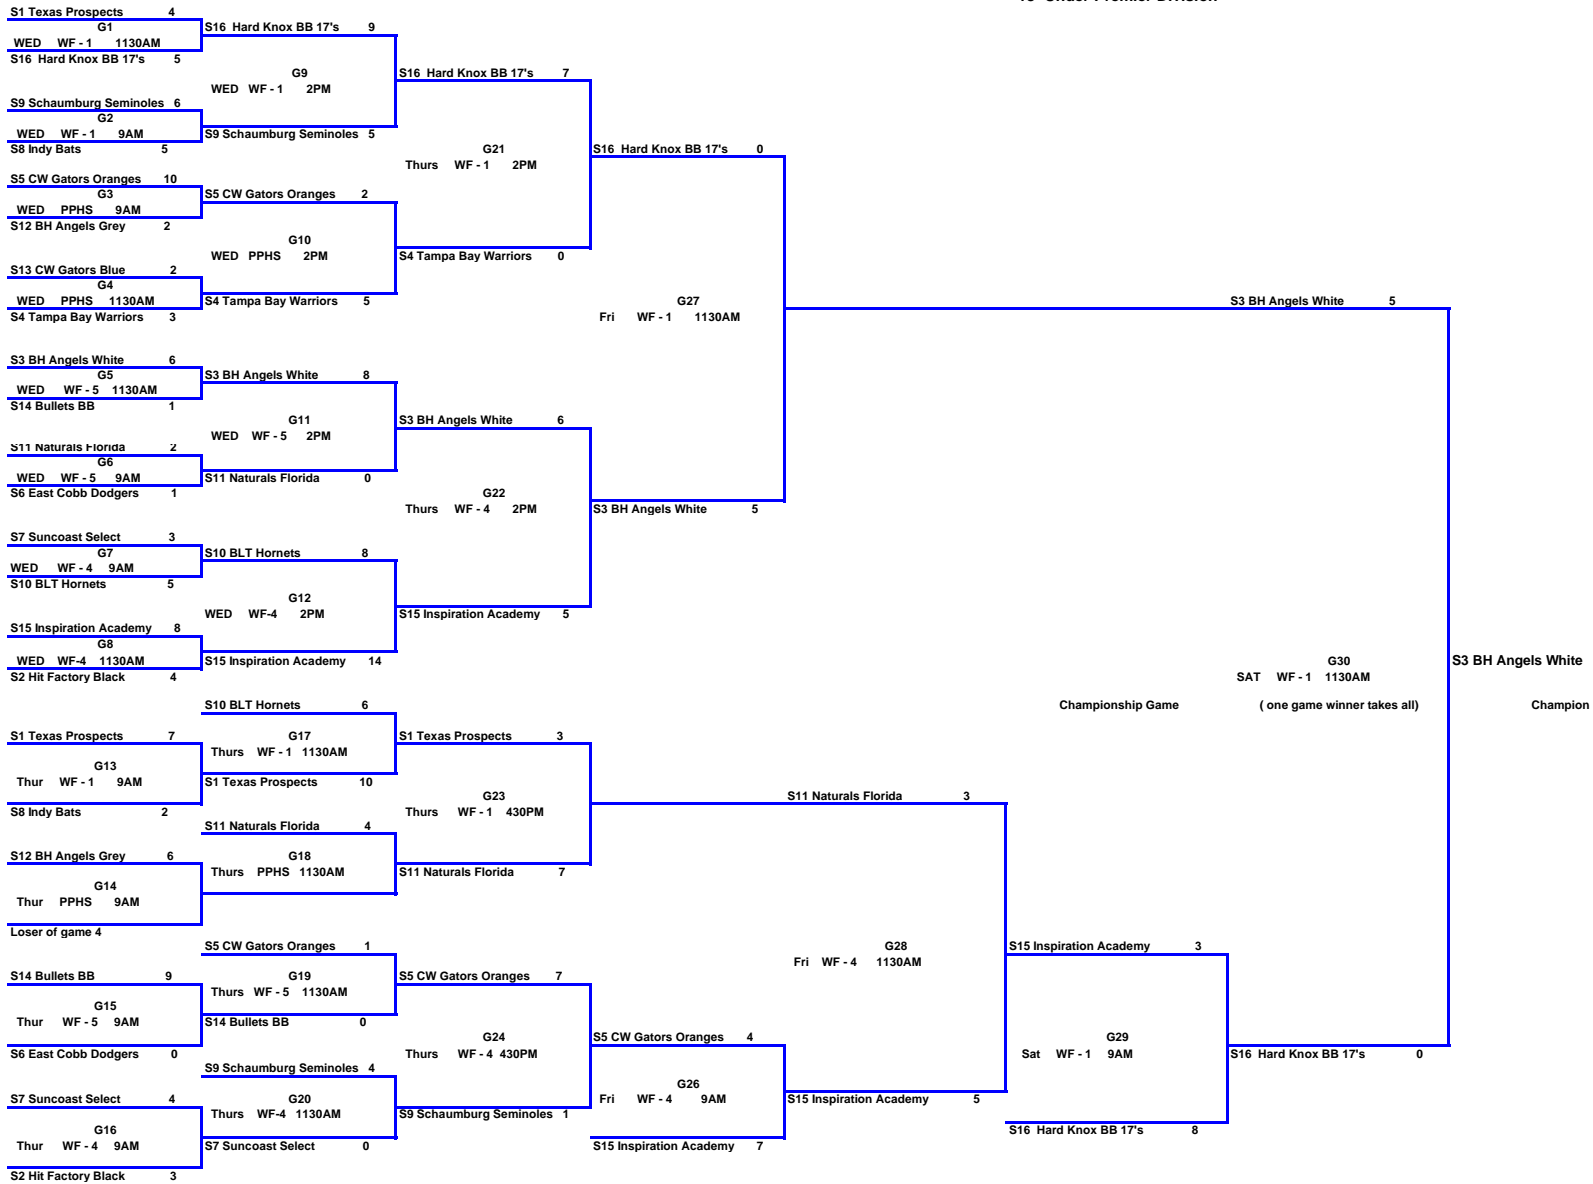 18 Under Premier Division
S1 Texas Prospects 4
G1
WED WF - 1 1130AM
S16 Hard Knox BB 17's 5
S9 Schaumburg Seminoles 6
G2
WED WF - 1 9AM
S8 Indy Bats 5
S5 CW Gators Oranges 10
G3
WED PPHS 9AM
S12 BH Angels Grey 2
S13 CW Gators Blue 2
G4
WED PPHS 1130AM
S4 Tampa Bay Warriors 3
S3 BH Angels White 6
G5
WED WF - 5 1130AM
S14 Bullets BB 1
S11 Naturals Florida 2
G6
WED WF - 5 9AM
S6 East Cobb Dodgers 1
S7 Suncoast Select 3
G7
WED WF - 4 9AM
S10 BLT Hornets 5
S15 Inspiration Academy 8
G8
WED WF-4 1130AM
S2 Hit Factory Black 4
S16 Hard Knox BB 17's 9
G9
WED WF - 1 2PM
S9 Schaumburg Seminoles 5
S5 CW Gators Oranges 2
G10
WED PPHS 2PM
S4 Tampa Bay Warriors 5
S3 BH Angels White 8
G11
WED WF - 5 2PM
S11 Naturals Florida 0
S10 BLT Hornets 8
G12
WED WF-4 2PM
S15 Inspiration Academy 14
S16 Hard Knox BB 17's 7
G21
Thurs WF - 1 2PM
S4 Tampa Bay Warriors 0
S3 BH Angels White 6
G22
Thurs WF - 4 2PM
S15 Inspiration Academy 5
S16 Hard Knox BB 17's 0
G27
Fri WF - 1 1130AM
S3 BH Angels White 5
S3 BH Angels White 5
G30
SAT WF - 1 1130AM
Championship Game ( one game winner takes all)
S3 BH Angels White
Champion
S1 Texas Prospects 7
G13
Thur WF - 1 9AM
S8 Indy Bats 2
S12 BH Angels Grey 6
G14
Thur PPHS 9AM
Loser of game 4
S14 Bullets BB 9
G15
Thur WF - 5 9AM
S6 East Cobb Dodgers 0
S7 Suncoast Select 4
G16
Thur WF - 4 9AM
S2 Hit Factory Black 3
S10 BLT Hornets 6
G17
Thurs WF - 1 1130AM
S1 Texas Prospects 10
S11 Naturals Florida 4
G18
Thurs PPHS 1130AM
S5 CW Gators Oranges 1
G19
Thurs WF - 5 1130AM
S14 Bullets BB 0
S9 Schaumburg Seminoles 4
G20
Thurs WF-4 1130AM
S7 Suncoast Select 0
S1 Texas Prospects 3
G23
Thurs WF - 1 430PM
S11 Naturals Florida 7
S5 CW Gators Oranges 7
G24
Thurs WF - 4 430PM
S9 Schaumburg Seminoles 1
S5 CW Gators Oranges 4
G26
Fri WF - 4 9AM
S15 Inspiration Academy 7
S11 Naturals Florida 3
G28
Fri WF - 4 1130AM
S15 Inspiration Academy 5
S15 Inspiration Academy 3
G29
Sat WF - 1 9AM
S16 Hard Knox BB 17's 8
S16 Hard Knox BB 17's 0